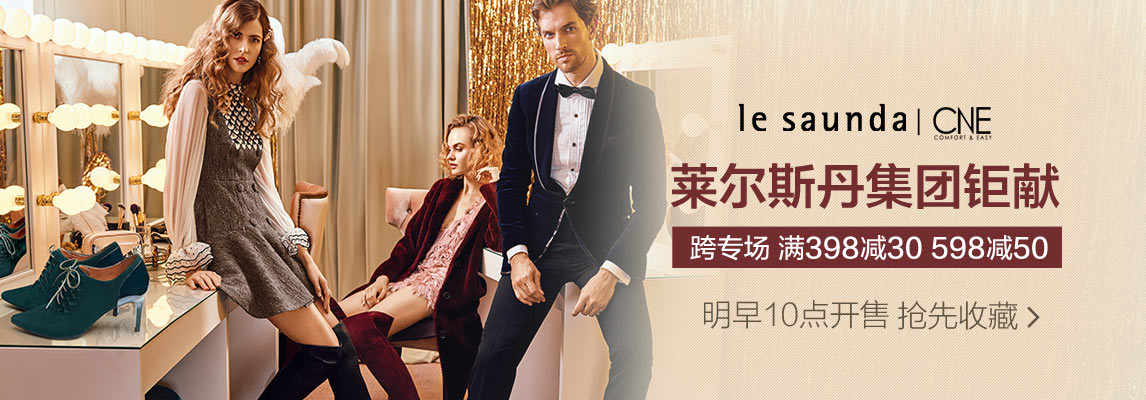 le saunda | CNE
COMFORT & EASY
莱尔斯丹集团钜献
跨专场 满398减30 598减50
明早10点开售 抢先收藏 >